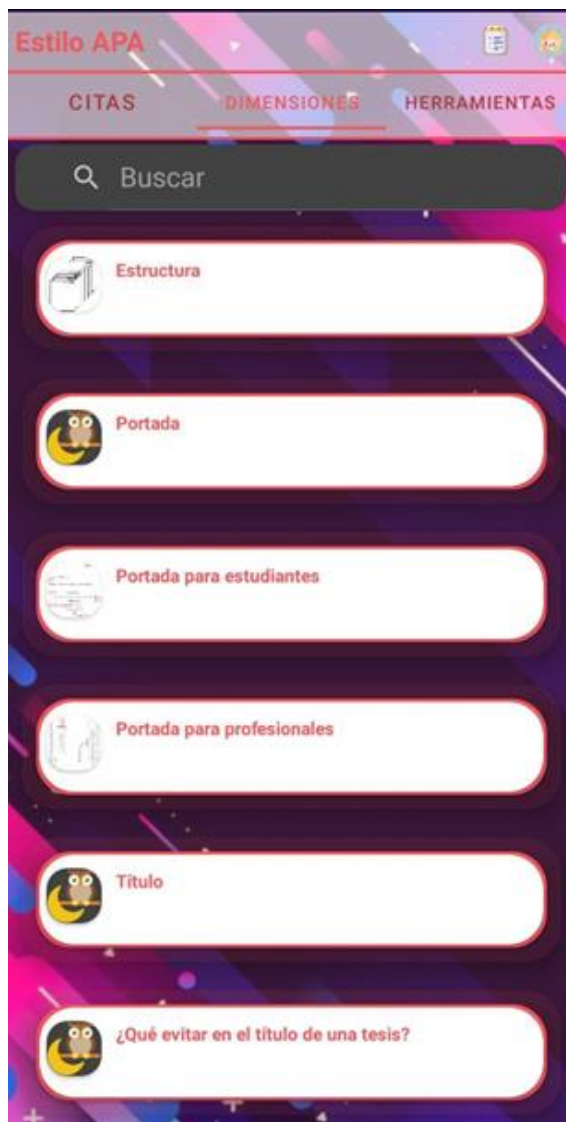 Estilo APA
CITAS DIMENSIONES HERRAMIENTAS
Buscar
Estructura
Portada
Portada para estudiantes
Portada para profesionales
Título
¿Qué evitar en el título de una tesis?